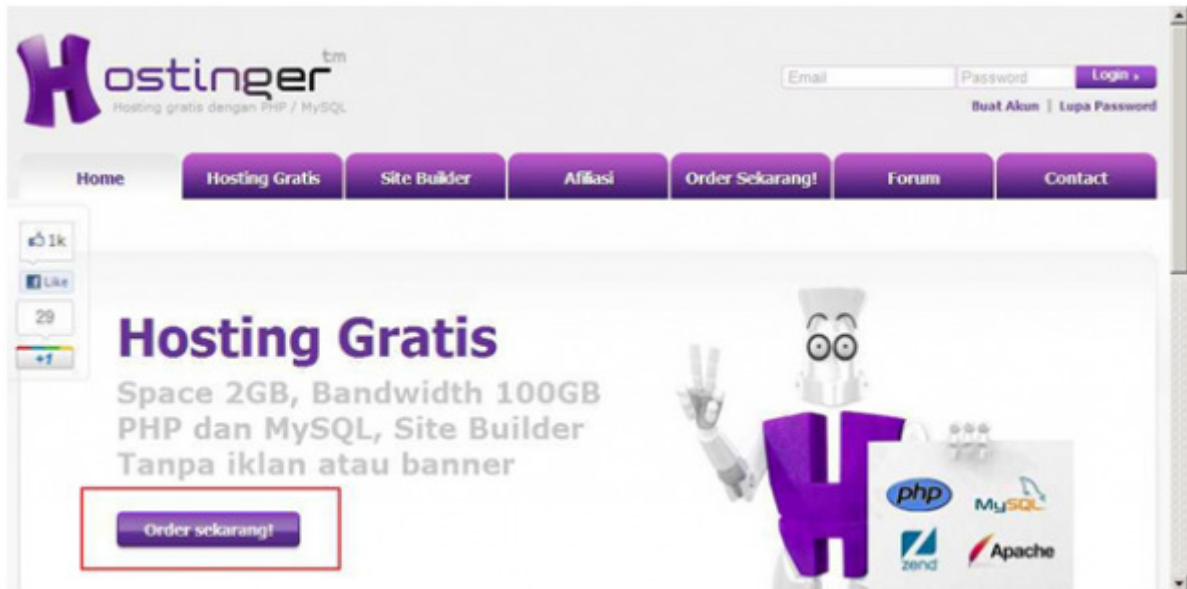 Hostinger tm
Hosting gratis dengan PHP / MySQL
Email Password Login
Buat Akun | Lupa Password
Home Hosting Gratis Site Builder Afiliasi Order Sekarang! Forum Contact
1k
Like
29
+1
Hosting Gratis
Space 2GB, Bandwidth 100GB
PHP dan MySQL, Site Builder
Tanpa iklan atau banner
Order sekarang!
H
php MySQL
zend Apache